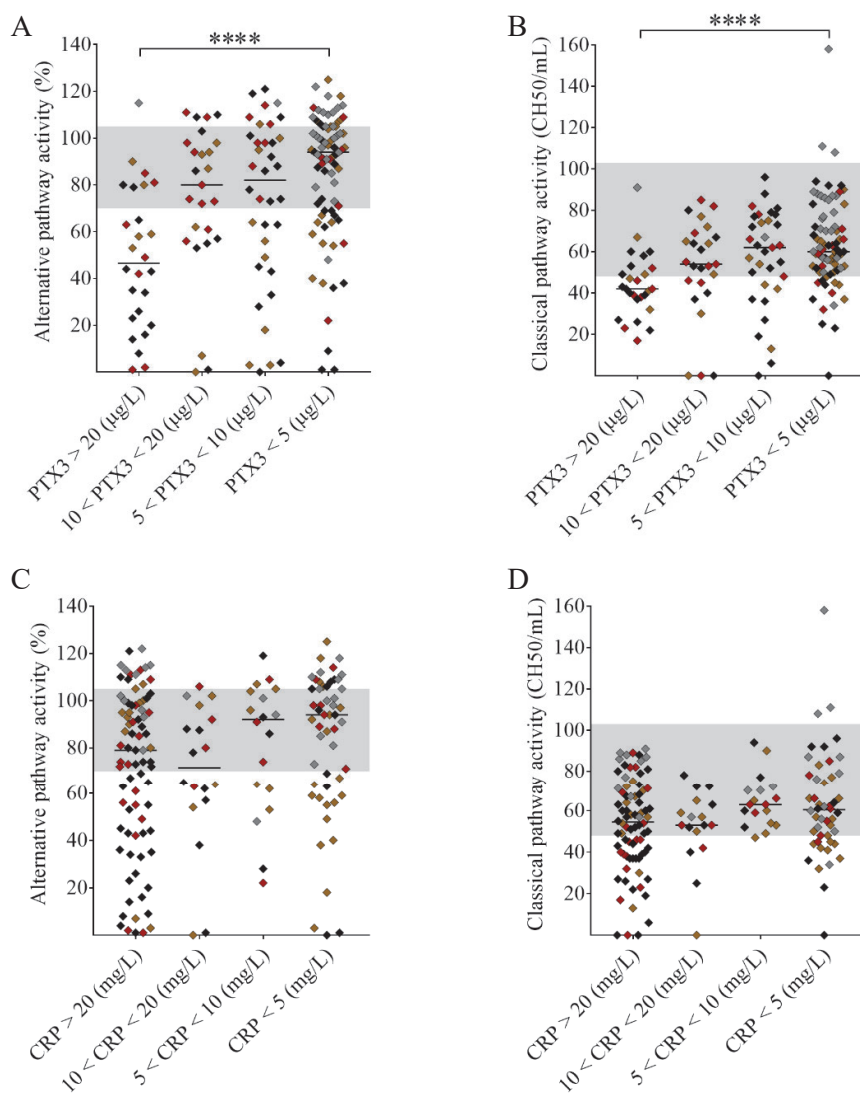 A
****
Alternative pathway activity (%)
140
120
100
80
60
40
20
PTX3 > 20 (µg/L)
10 < PTX3 < 20 (µg/L)
5 < PTX3 < 10 (µg/L)
PTX3 < 5 (µg/L)
B
****
Classical pathway activity (CH50/mL)
160
140
120
100
80
60
40
20
PTX3 > 20 (µg/L)
10 < PTX3 < 20 (µg/L)
5 < PTX3 < 10 (µg/L)
PTX3 < 5 (µg/L)
C
Alternative pathway activity (%)
140
120
100
80
60
40
20
CRP > 20 (mg/L)
10 < CRP < 20 (mg/L)
5 < CRP < 10 (mg/L)
CRP < 5 (mg/L)
D
Classical pathway activity (CH50/mL)
160
140
120
100
80
60
40
20
CRP > 20 (mg/L)
10 < CRP < 20 (mg/L)
5 < CRP < 10 (mg/L)
CRP < 5 (mg/L)